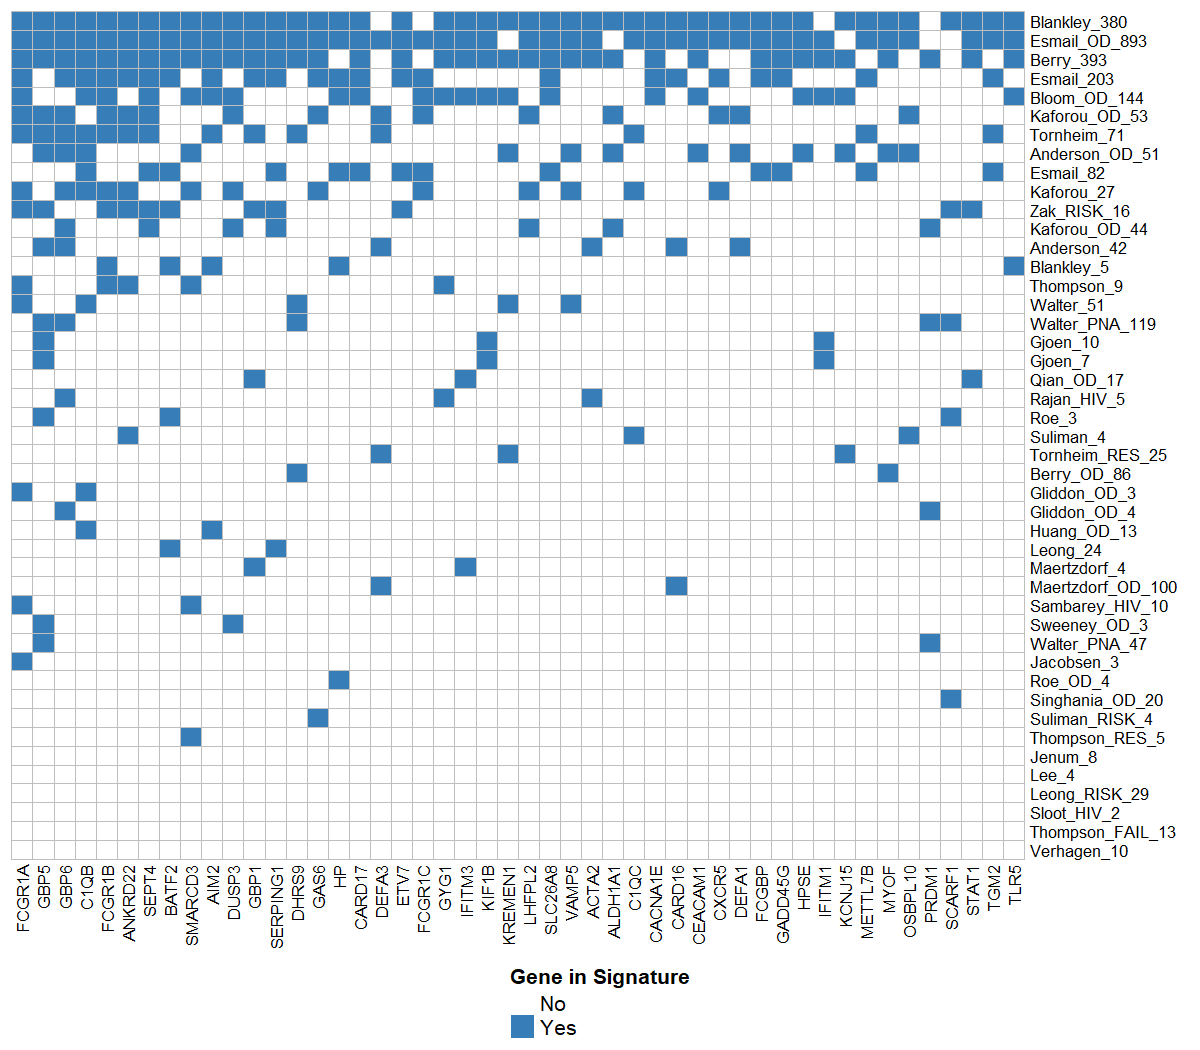 Blankley_380
Esmail_OD_893
Berry_393
Esmail_203
Bloom_OD_144
Kaforou_OD_53
Tornheim_71
Anderson_OD_51
Esmail_82
Kaforou_27
Zak_RISK_16
Kaforou_OD_44
Anderson_42
Blankley_5
Thompson_9
Walter_51
Walter_PNA_119
Gjoen_10
Gjoen_7
Qian_OD_17
Rajan_HIV_5
Roe_3
Suliman_4
Tornheim_RES_25
Berry_OD_86
Gliddon_OD_3
Gliddon_OD_4
Huang_OD_13
Leong_24
Maertzdorf_4
Maertzdorf_OD_100
Sambarey_HIV_10
Sweeney_OD_3
Walter_PNA_47
Jacobsen_3
Roe_OD_4
Singhania_OD_20
Suliman_RISK_4
Thompson_RES_5
Jenum_8
Lee_4
Leong_RISK_29
Sloot_HIV_2
Thompson_FAIL_13
Verhagen_10
FCGR1A
GBP5
GBP6
C1QB
FCGR1B
ANKRD22
SEPT4
BATF2
SMARCD3
AIM2
DUSP3
GBP1
SERPING1
DHRS9
GAS6
HP
CARD17
DEFA3
ETV7
FCGR1C
GYG1
IFITM3
KIF1B
KREMEN1
LHFPL2
SLC26A8
VAMP5
ACTA2
ALDH1A1
C1QC
CACNA1E
CARD16
CEACAM1
CXCR5
DEFA1
FCGBP
GADD45G
HPSE
IFITM1
KCNJ15
METTL7B
MYOF
OSBPL10
PRDM1
SCARF1
STAT1
TGM2
TLR5
Gene in Signature
No
Yes